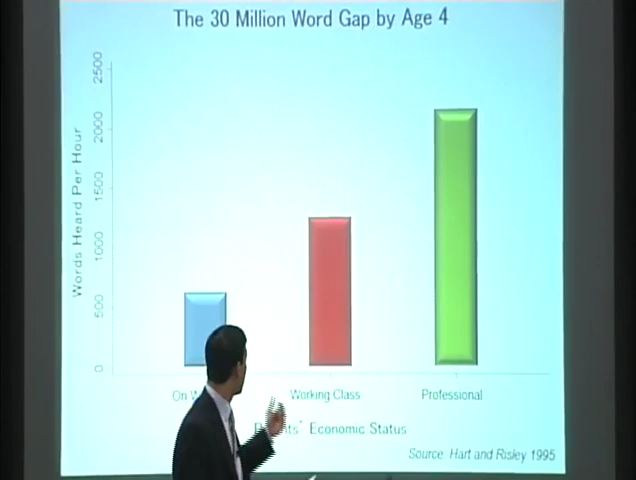 The 30 Million Word Gap by Age 4
Words Heard Per Hour
2500
2000
1500
1000
500
0
On
Working Class
Professional
Economic Status
Source: Hart and Risley 1995